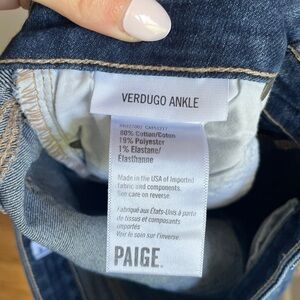 VERDUGO ANKLE
80% Cotton/Coton
19% Polyester
1% Elastane/
Élasthanne
Made in the USA of Imported
fabric and components.
See care on reverse.
Fabriqué aux États-Unis à partir
de tissus et composants
importés
Voir le soin sur l'inverse.
PAIGE.